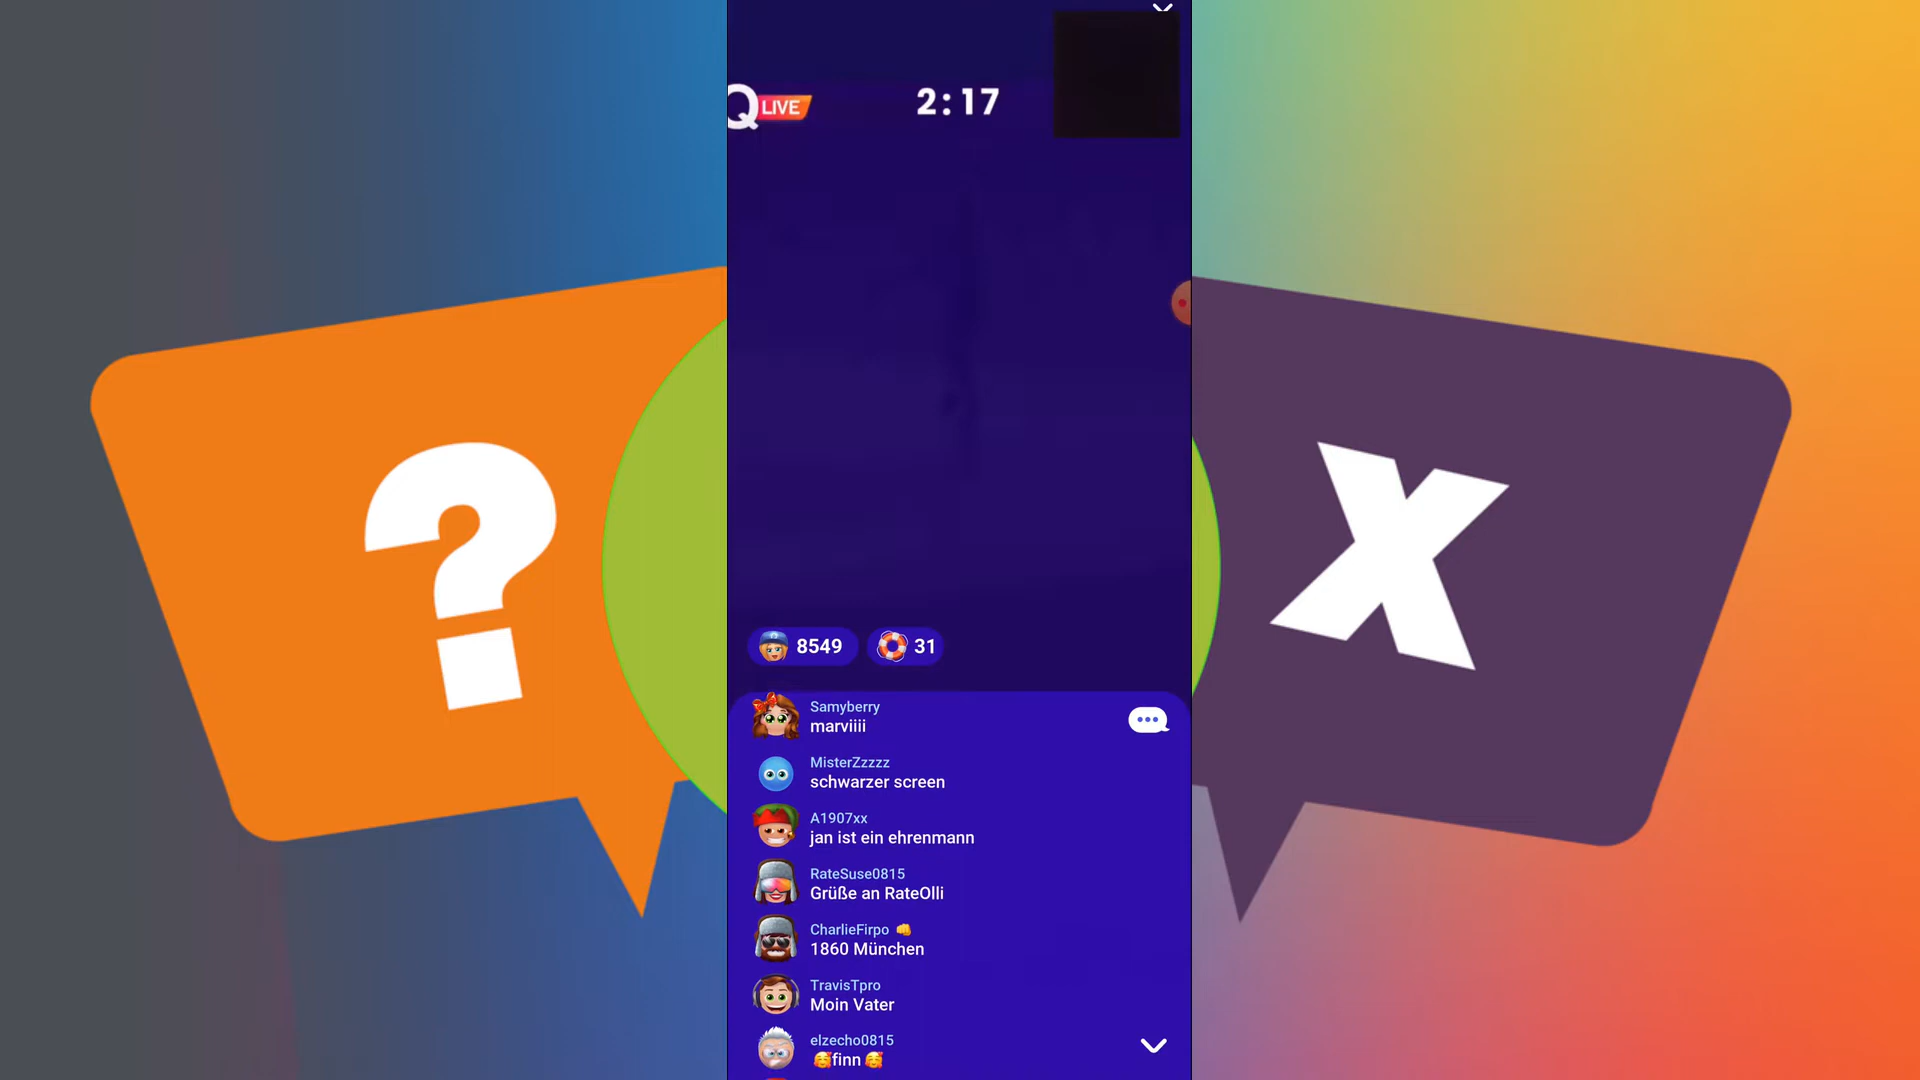 Q LIVE
2:17
?
X
8549
31
Samyberry
marviiii
MisterZzzzz
schwarzer screen
A1907xx
jan ist ein ehrenmann
RateSuse0815
Grüße an RateOlli
CharlieFirpo 👊
1860 München
TravisTpro
Moin Vater
elzecho0815
🥰finn 🥰